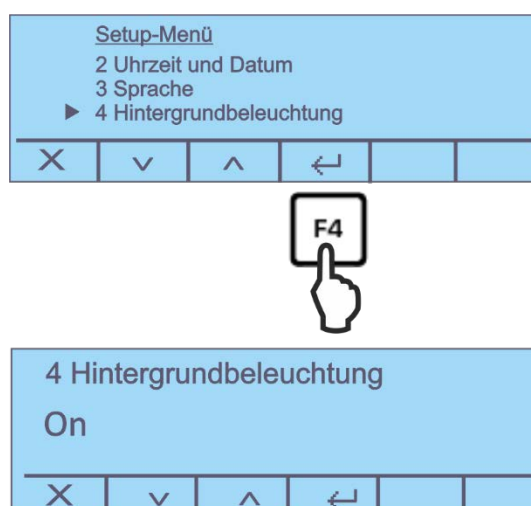 Setup-Menü
2 Uhrzeit und Datum
3 Sprache
▶ 4 Hintergrundbeleuchtung
X ∨ ∧ ↵
F4
4 Hintergrundbeleuchtung
On
X ∨ ∧ ↵